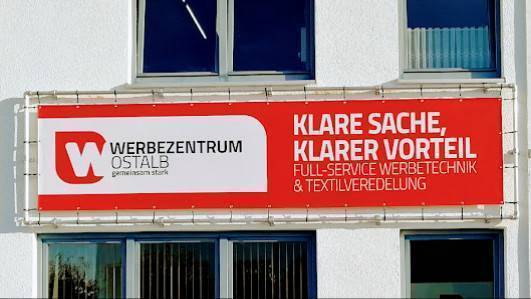 W
WERBEZENTRUM
OSTALB
gemeinsam stark
KLARE SACHE,
KLARER VORTEIL
FULL-SERVICE WERBETECHNIK
& TEXTILVEREDELUNG